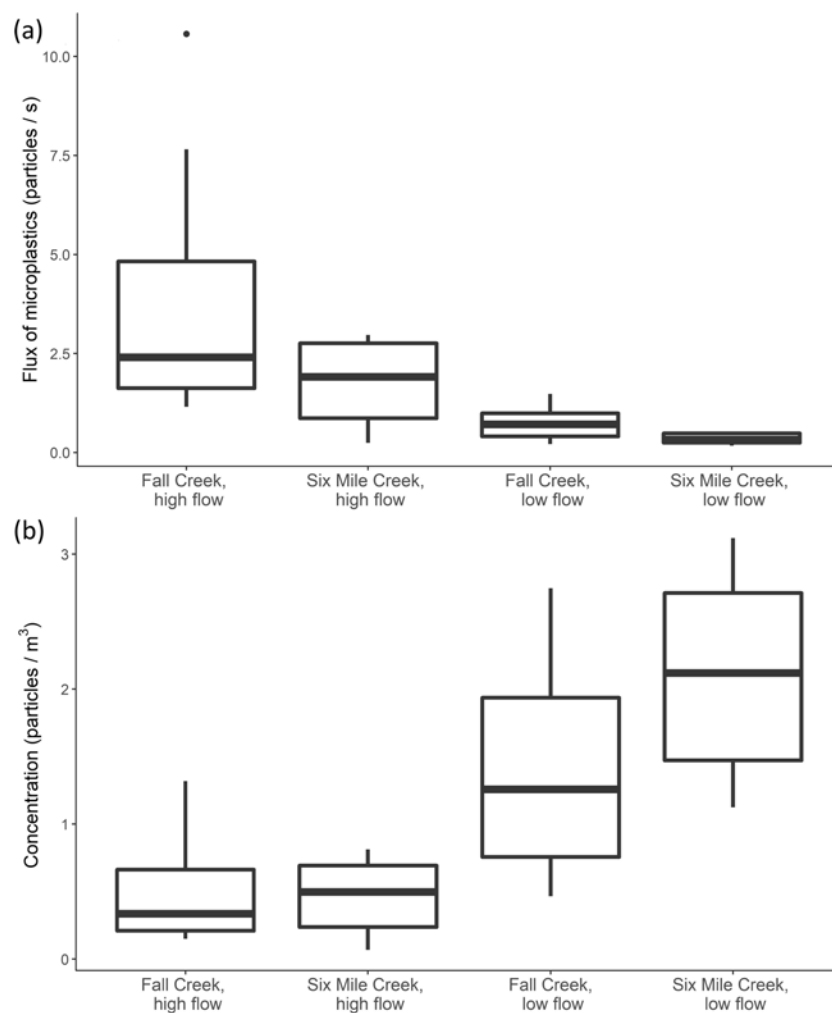 (a)
Flux of microplastics (particles / s)
10.0
7.5
5.0
2.5
0.0
Fall Creek,
high flow
Six Mile Creek,
high flow
Fall Creek,
low flow
Six Mile Creek,
low flow
(b)
Concentration (particles / m³)
3
2
1
0
Fall Creek,
high flow
Six Mile Creek,
high flow
Fall Creek,
low flow
Six Mile Creek,
low flow